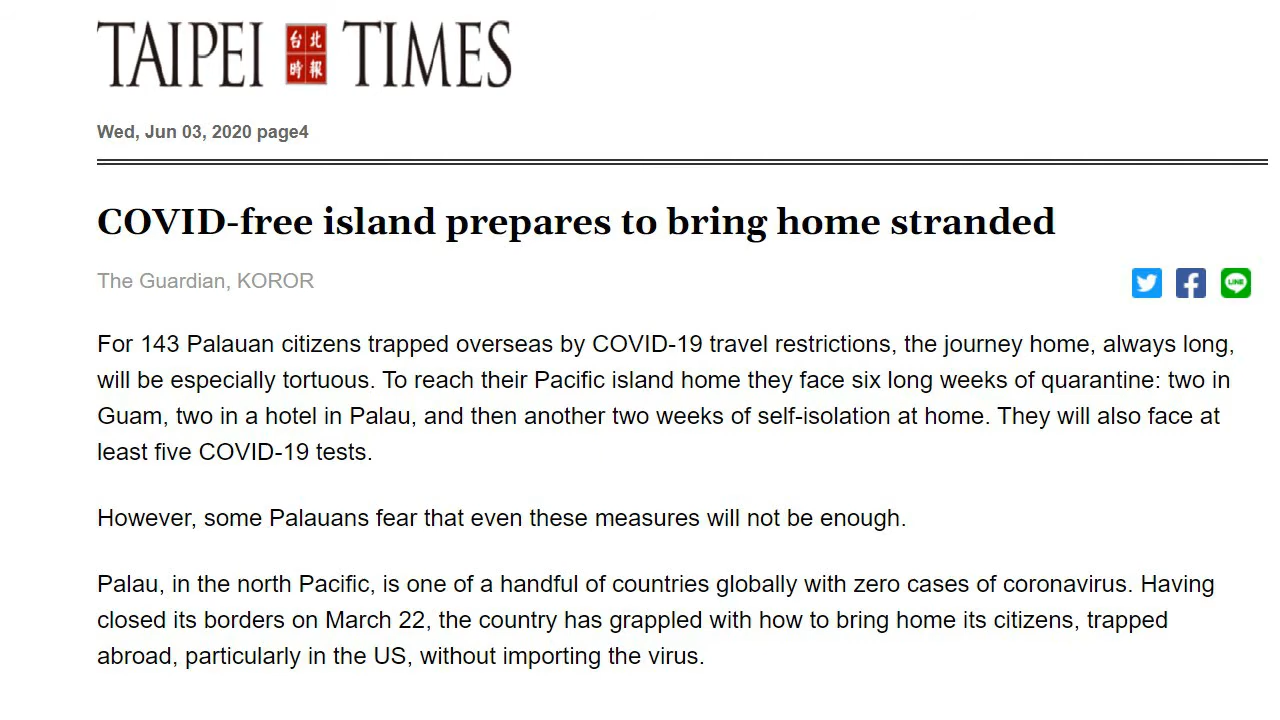 TAIPEI 台北時報 TIMES
Wed, Jun 03, 2020 page4
COVID-free island prepares to bring home stranded
The Guardian, KOROR
LINE
For 143 Palauan citizens trapped overseas by COVID-19 travel restrictions, the journey home, always long,
will be especially tortuous. To reach their Pacific island home they face six long weeks of quarantine: two in
Guam, two in a hotel in Palau, and then another two weeks of self-isolation at home. They will also face at
least five COVID-19 tests.
However, some Palauans fear that even these measures will not be enough.
Palau, in the north Pacific, is one of a handful of countries globally with zero cases of coronavirus. Having
closed its borders on March 22, the country has grappled with how to bring home its citizens, trapped
abroad, particularly in the US, without importing the virus.